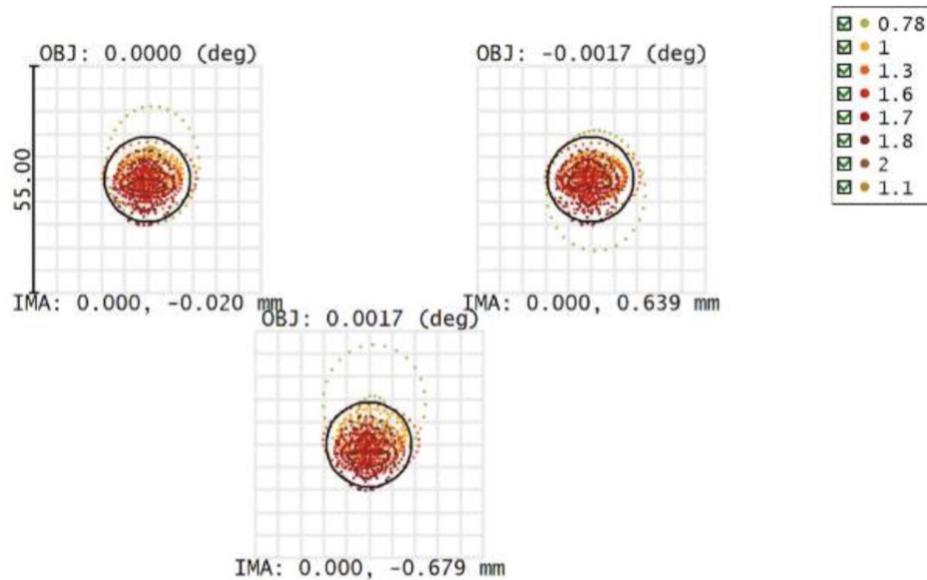 OBJ: 0.0000 (deg)
55.00
IMA: 0.000, -0.020 mm
OBJ: -0.0017 (deg)
IMA: 0.000, 0.639 mm
OBJ: 0.0017 (deg)
IMA: 0.000, -0.679 mm
0.78
1
1.3
1.6
1.7
1.8
2
1.1